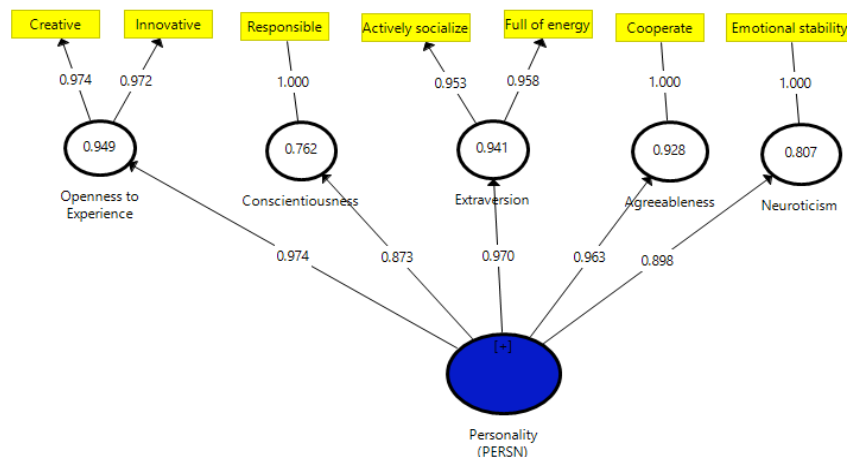 Creative
Innovative
Responsible
Actively socialize
Full of energy
Cooperate
Emotional stability
0.974
0.972
1.000
0.953
0.958
1.000
1.000
0.949
0.762
0.941
0.928
0.807
Openness to
Experience
Conscientiousness
Extraversion
Agreeableness
Neuroticism
0.974
0.873
0.970
0.963
0.898
[+]
Personality
(PERSN)